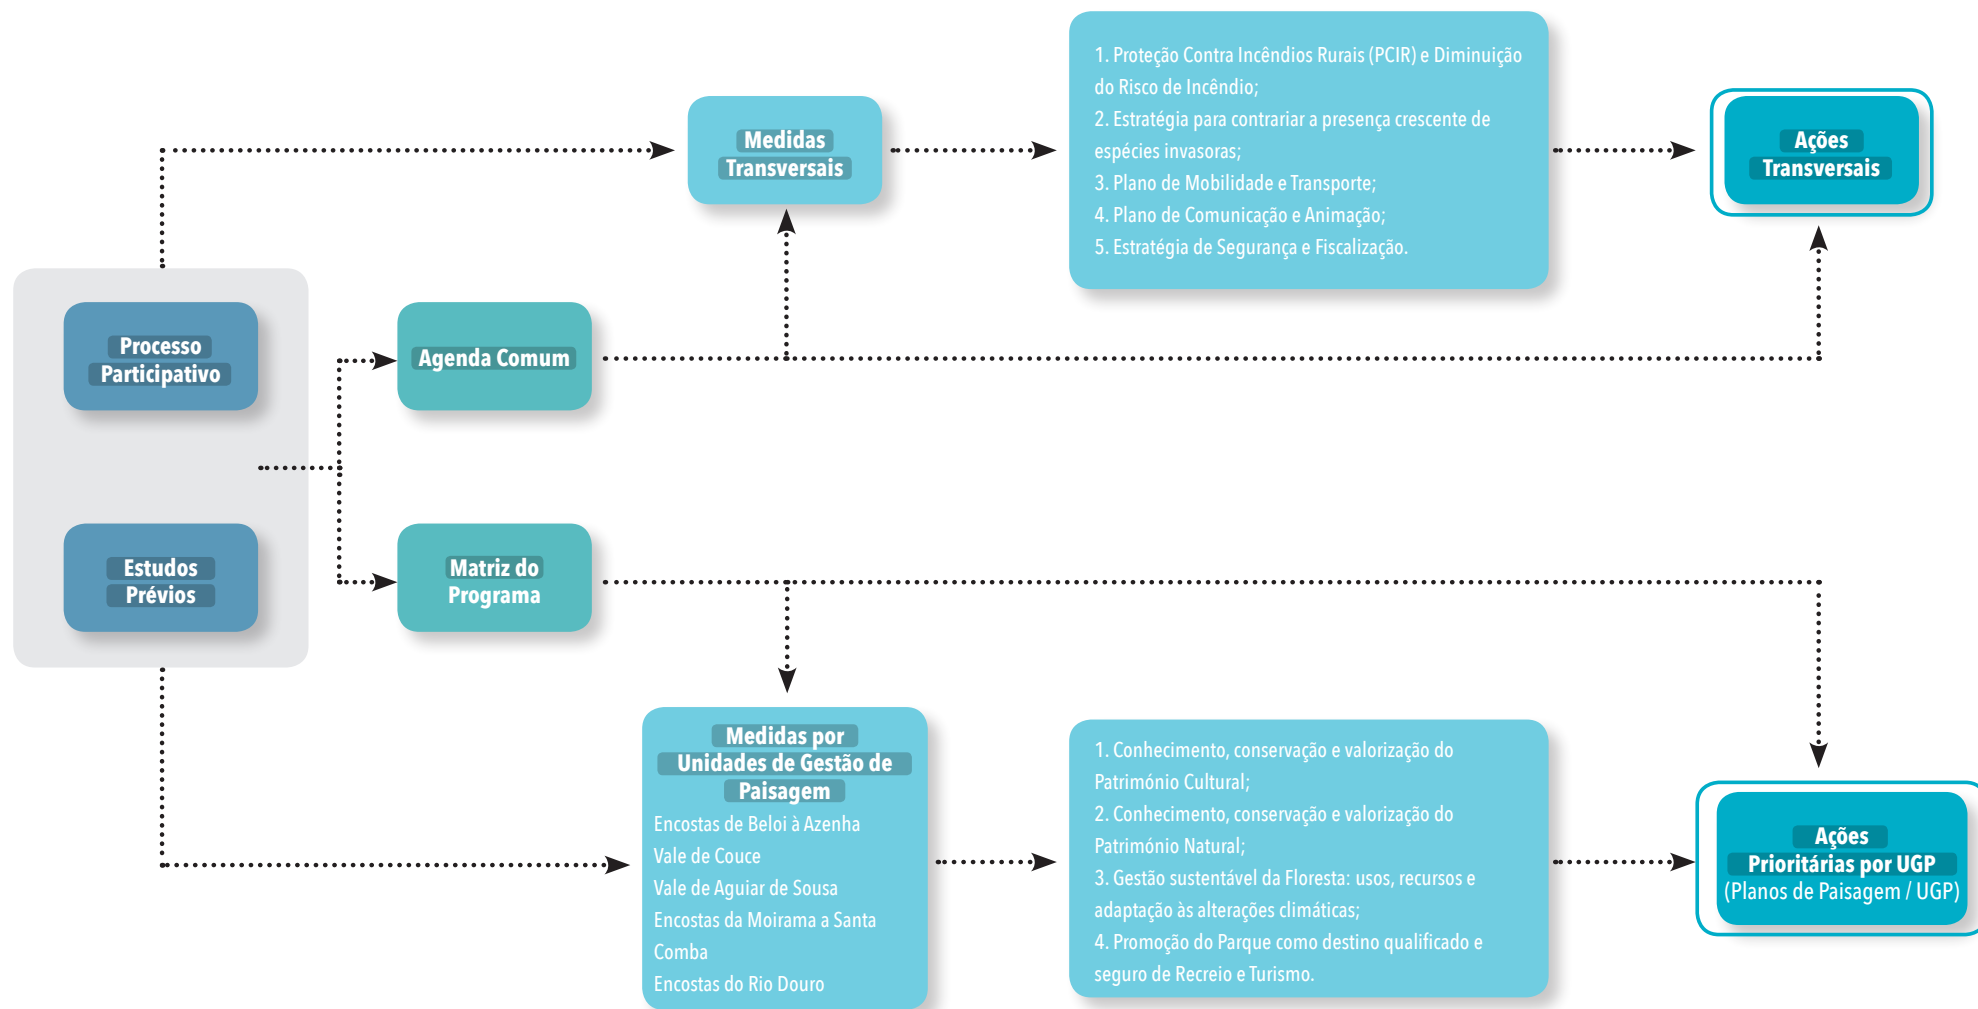 Processo
Participativo
Estudos
Prévios
Agenda Comum
Matriz do
Programa
Medidas
Transversais
1. Proteção Contra Incêndios Rurais (PCIR) e Diminuição
do Risco de Incêndio;
2. Estratégia para contrariar a presença crescente de
espécies invasoras;
3. Plano de Mobilidade e Transporte;
4. Plano de Comunicação e Animação;
5. Estratégia de Segurança e Fiscalização.
Ações
Transversais
Medidas por
Unidades de Gestão de
Paisagem
Encostas de Beloi à Azenha
Vale de Couce
Vale de Aguiar de Sousa
Encostas da Moirama a Santa
Comba
Encostas do Rio Douro
1. Conhecimento, conservação e valorização do
Património Cultural;
2. Conhecimento, conservação e valorização do
Património Natural;
3. Gestão sustentável da Floresta: usos, recursos e
adaptação às alterações climáticas;
4. Promoção do Parque como destino qualificado e
seguro de Recreio e Turismo.
Ações
Prioritárias por UGP
(Planos de Paisagem / UGP)